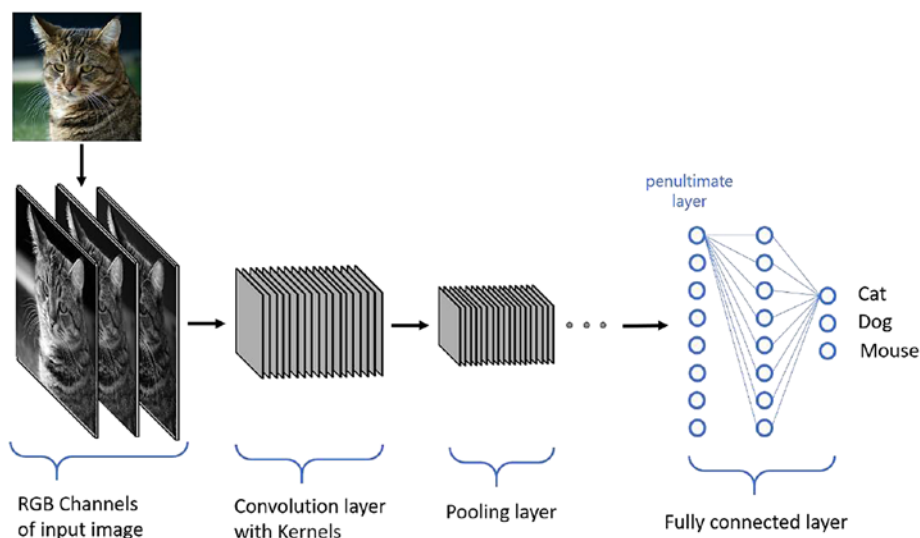 penultimate
layer
Cat
Dog
Mouse
RGB Channels
of input image
Convolution layer
with Kernels
Pooling layer
Fully connected layer